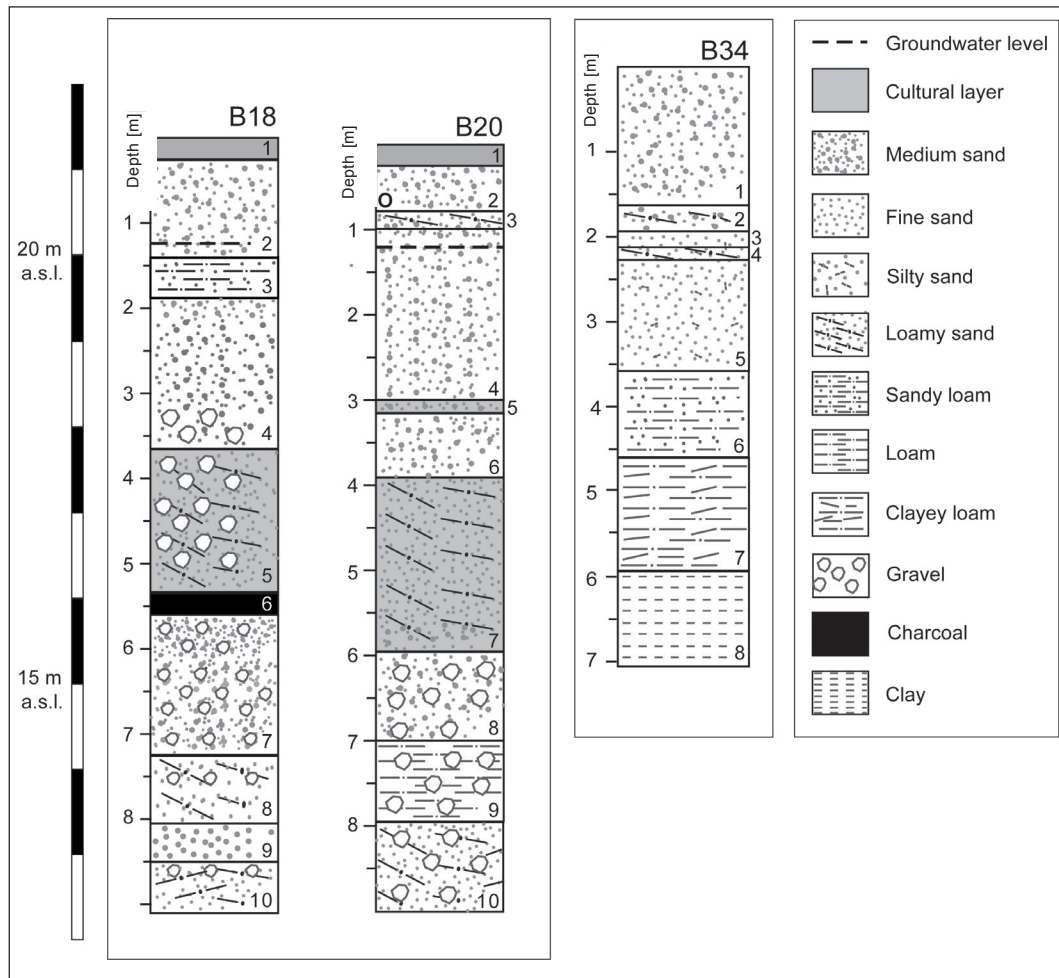 20 m
a.s.l.
15 m
a.s.l.
B18
Depth [m]
1
2
3
4
5
6
7
8
1
2
3
4
5
6
7
8
9
10
B20
Depth [m]
O
1
2
3
4
5
6
7
8
1
2
3
4
5
6
7
8
9
10
B34
Depth [m]
1
2
3
4
5
6
7
1
2
3
4
5
6
7
8
Groundwater level
Cultural layer
Medium sand
Fine sand
Silty sand
Loamy sand
Sandy loam
Loam
Clayey loam
Gravel
Charcoal
Clay